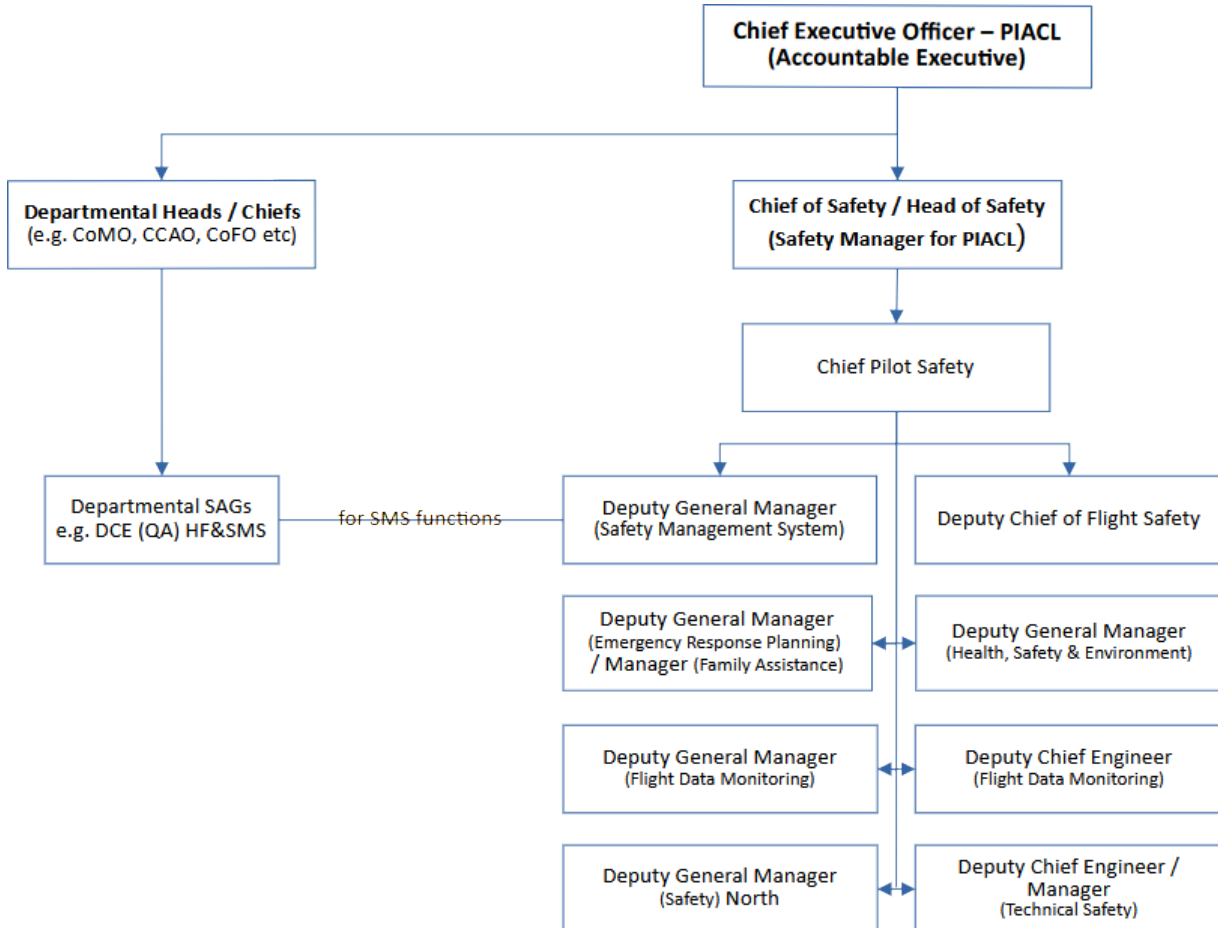 Chief Executive Officer – PIACL
(Accountable Executive)
Departmental Heads / Chiefs
(e.g. CoMO, CCAO, CoFO etc)
Chief of Safety / Head of Safety
(Safety Manager for PIACL)
Chief Pilot Safety
Departmental SAGs
e.g. DCE (QA) HF&SMS
for SMS functions
Deputy General Manager
(Safety Management System)
Deputy Chief of Flight Safety
Deputy General Manager
(Emergency Response Planning)
/ Manager (Family Assistance)
Deputy General Manager
(Health, Safety & Environment)
Deputy General Manager
(Flight Data Monitoring)
Deputy Chief Engineer
(Flight Data Monitoring)
Deputy General Manager
(Safety) North
Deputy Chief Engineer /
Manager
(Technical Safety)